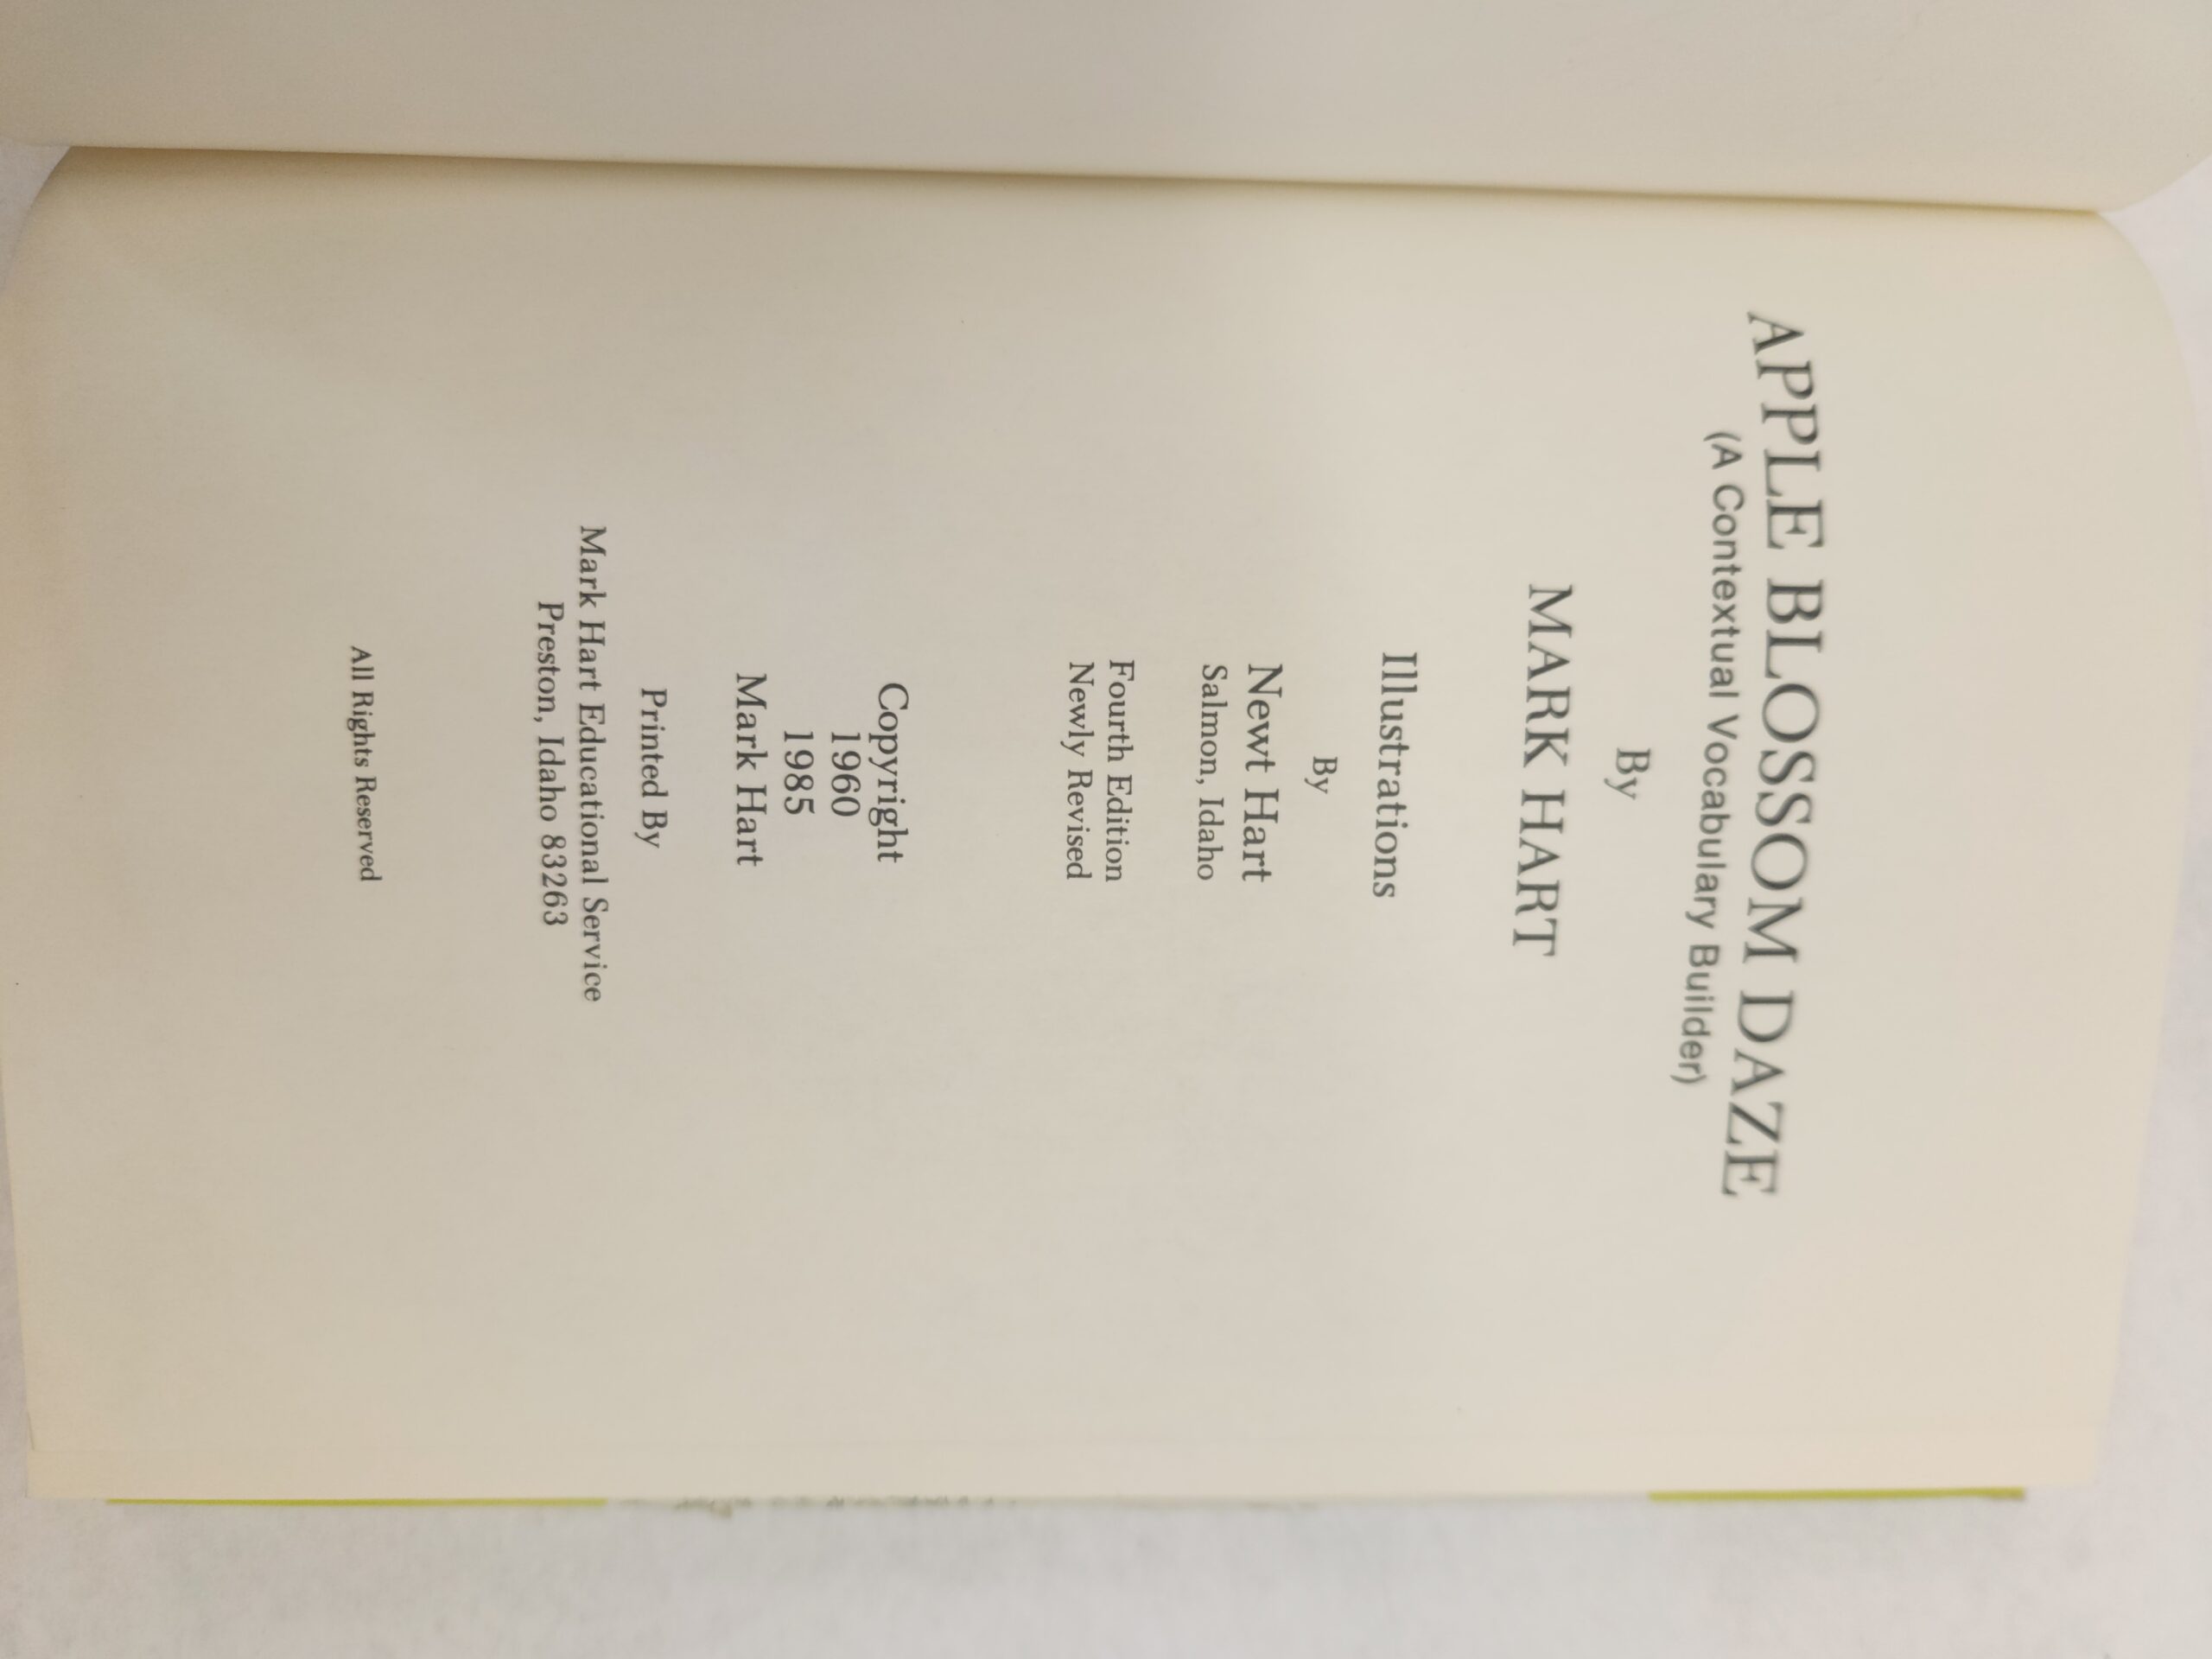 APPLE BLOSSOM DAZE
(A Contextual Vocabulary Builder)
By
MARK HART
Illustrations
By
Newt Hart
Salmon, Idaho
Fourth Edition
Newly Revised
Copyright
1960
1985
Mark Hart
Printed By
Mark Hart Educational Service
Preston, Idaho 83263
All Rights Reserved